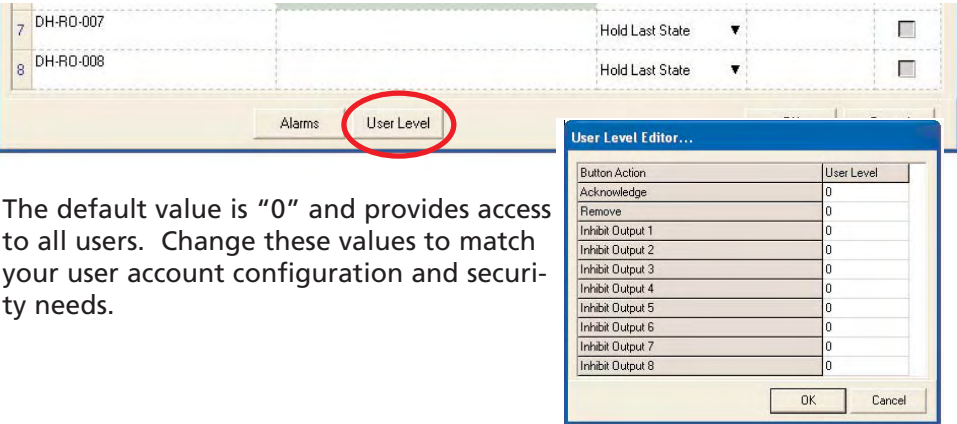 7 DH-RO-007 Hold Last State ▼
8 DH-RO-008 Hold Last State ▼
Alarms User Level
The default value is “0” and provides access
to all users. Change these values to match
your user account configuration and securi-
ty needs.
User Level Editor...
Button Action User Level
Acknowledge 0
Remove 0
Inhibit Output 1 0
Inhibit Output 2 0
Inhibit Output 3 0
Inhibit Output 4 0
Inhibit Output 5 0
Inhibit Output 6 0
Inhibit Output 7 0
Inhibit Output 8 0
OK Cancel